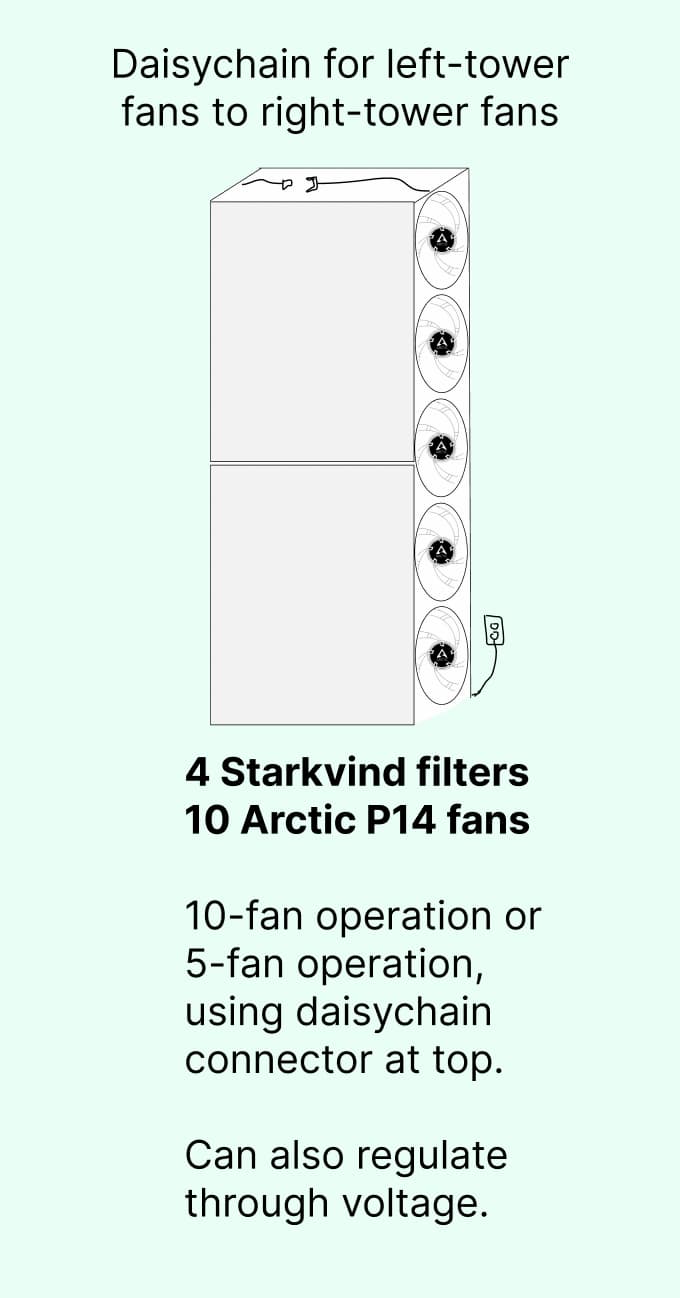 Daisychain for left-tower
fans to right-tower fans
4 Starkvind filters
10 Arctic P14 fans
10-fan operation or
5-fan operation,
using daisychain
connector at top.
Can also regulate
through voltage.